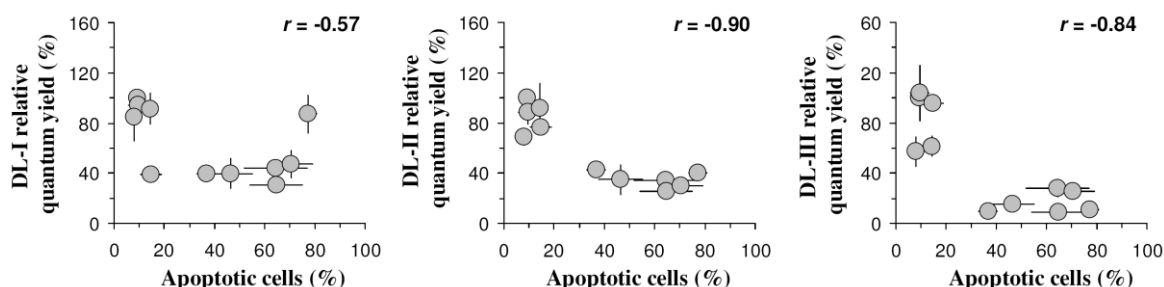 r = -0.57
160
120
80
40
0
0 20 40 60 80 100
DL-I relative
quantum yield (%)
Apoptotic cells (%)
r = -0.90
160
120
80
40
0
0 20 40 60 80 100
DL-II relative
quantum yield (%)
Apoptotic cells (%)
r = -0.84
60
20
80
40
0
0 20 40 60 80 100
DL-III relative
quantum yield (%)
Apoptotic cells (%)